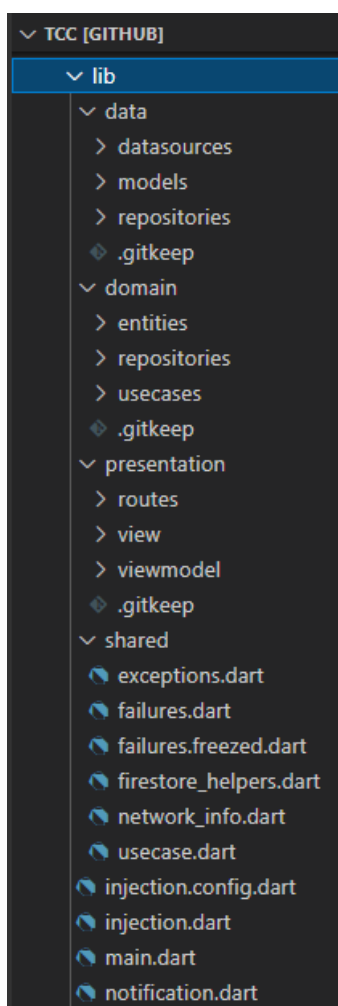 TCC [GITHUB]
lib
data
datasources
models
repositories
.gitkeep
domain
entities
repositories
usecases
.gitkeep
presentation
routes
view
viewmodel
.gitkeep
shared
exceptions.dart
failures.dart
failures.freezed.dart
firestore_helpers.dart
network_info.dart
usecase.dart
injection.config.dart
injection.dart
main.dart
notification.dart